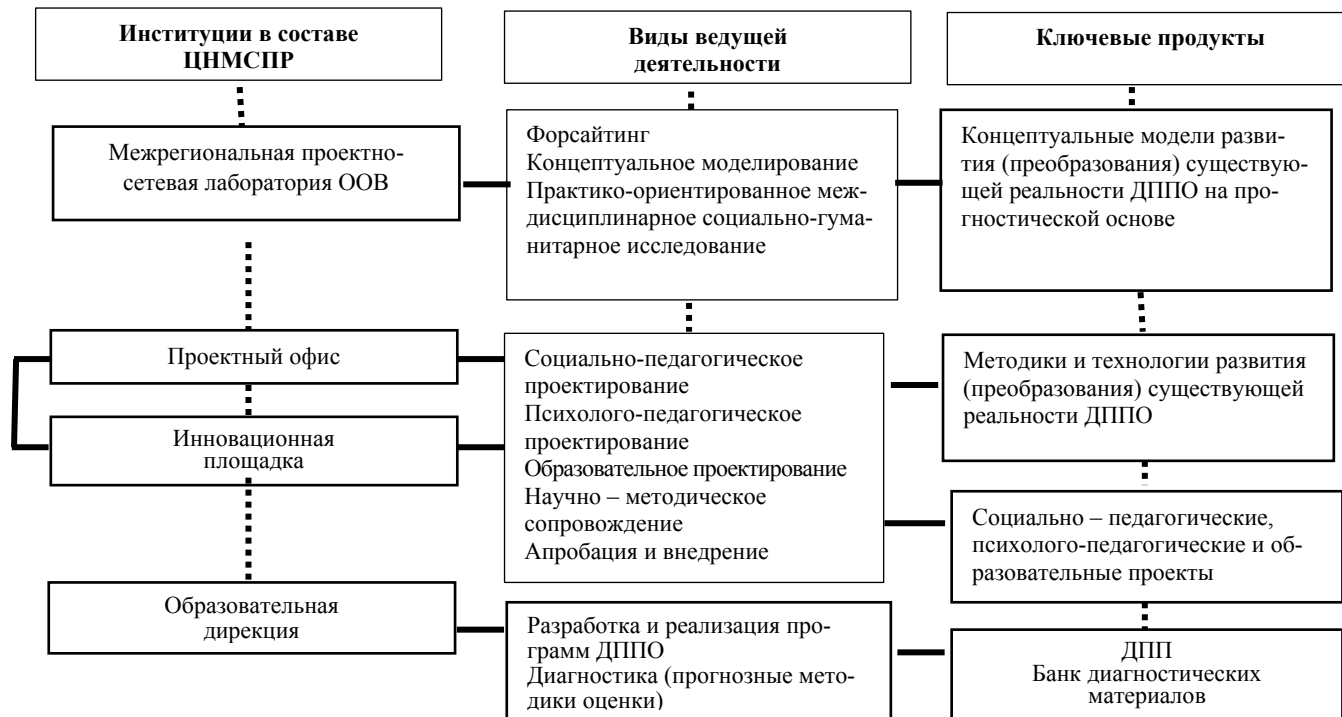 Институции в составе
ЦНМСПР
Виды ведущей
деятельности
Ключевые продукты
Межрегиональная проектно-
сетевая лаборатория ООВ
Форсайтинг
Концептуальное моделирование
Практико-ориентированное меж-
дисциплинарное социально-гума-
нитарное исследование
Концептуальные модели разви-
тия (преобразования) существую-
щей реальности ДППО на про-
гностической основе
Проектный офис
Инновационная
площадка
Социально-педагогическое
проектирование
Психолого-педагогическое
проектирование
Образовательное проектирование
Научно – методическое
сопровождение
Апробация и внедрение
Методики и технологии развития
(преобразования) существующей
реальности ДППО
Социально – педагогические,
психолого-педагогические и об-
разовательные проекты
Образовательная
дирекция
Разработка и реализация про-
грамм ДППО
Диагностика (прогнозные мето-
дики оценки)
ДПП
Банк диагностических
материалов